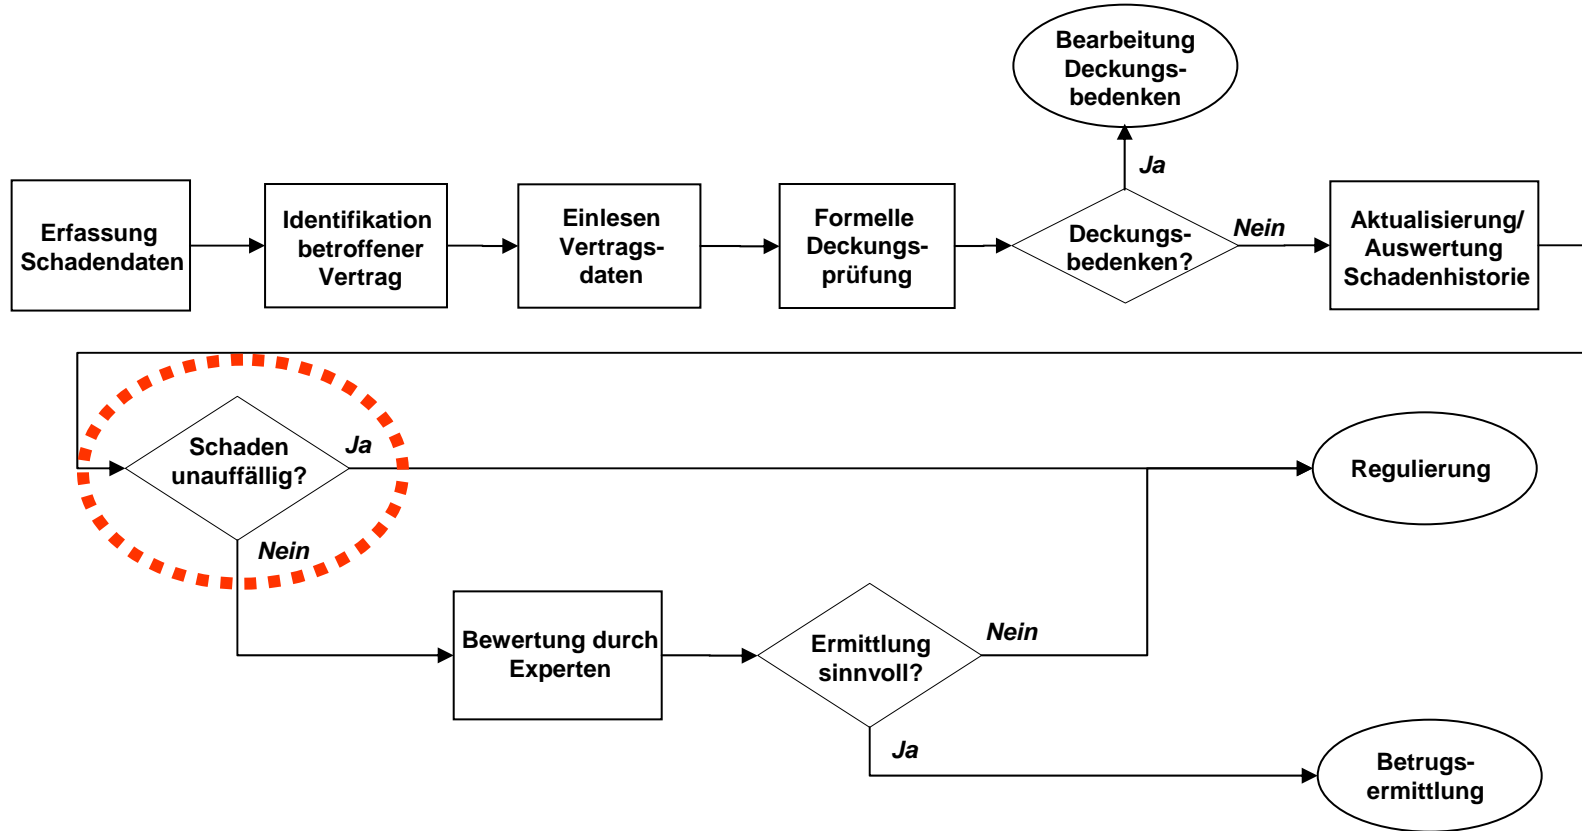 Bearbeitung
Deckungs-
bedenken
Ja
Erfassung
Schadendaten
Identifikation
betroffener
Vertrag
Einlesen
Vertrags-
daten
Formelle
Deckungs-
prüfung
Deckungs-
bedenken?
Nein
Aktualisierung/
Auswertung
Schadenhistorie
Schaden
unauffällig?
Ja
Nein
Regulierung
Bewertung durch
Experten
Ermittlung
sinnvoll?
Nein
Ja
Betrugs-
ermittlung